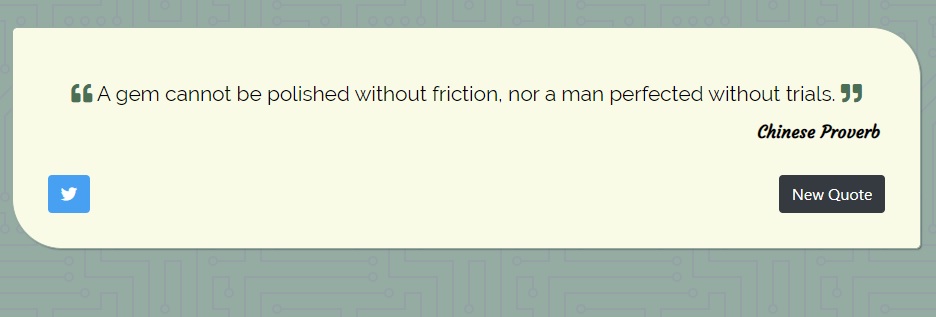 ❝ A gem cannot be polished without friction, nor a man perfected without trials. ❞
Chinese Proverb
New Quote